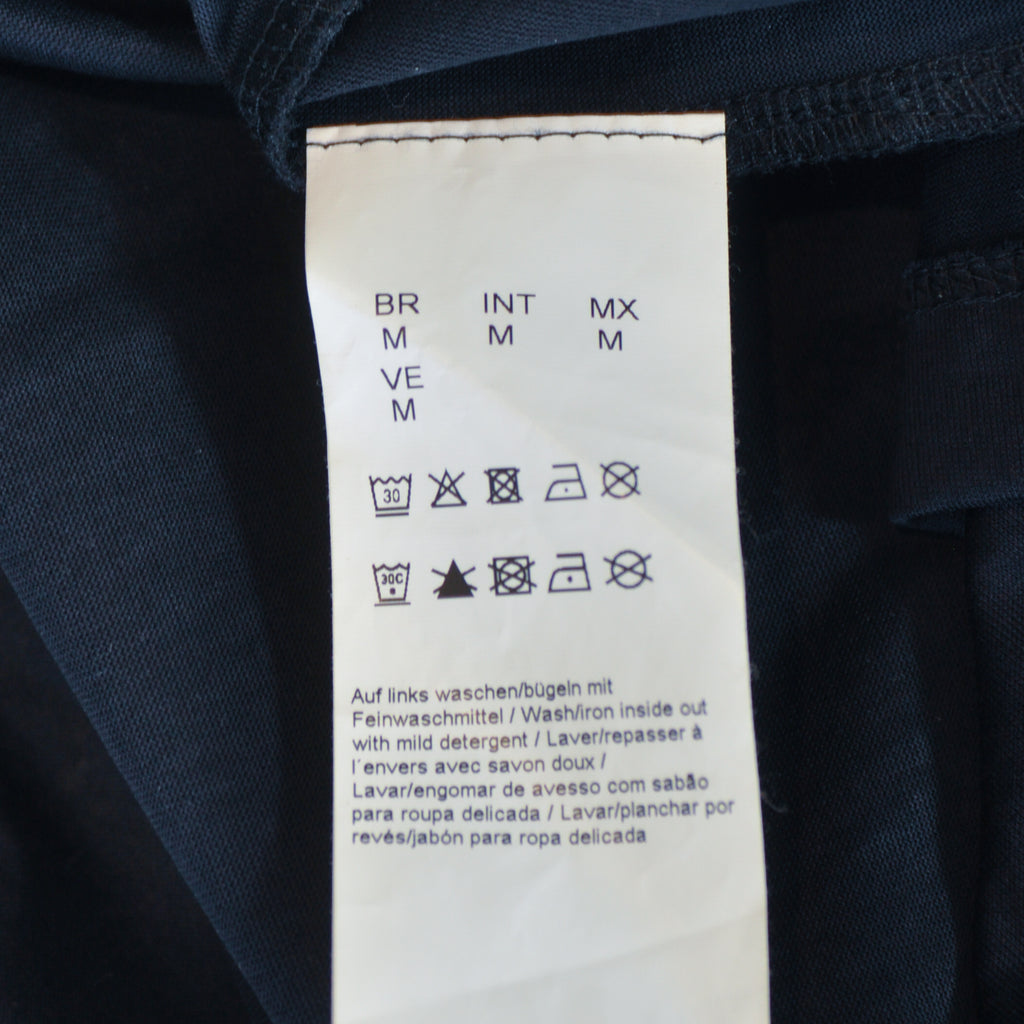 BR INT MX
M M M
VE
M
30
30C
Auf links waschen/bügeln mit
Feinwaschmittel / Wash/iron inside out
with mild detergent / Laver/repasser à
l´envers avec savon doux /
Lavar/engomar de avesso com sabão
para roupa delicada / Lavar/planchar por
revés/jabón para ropa delicada